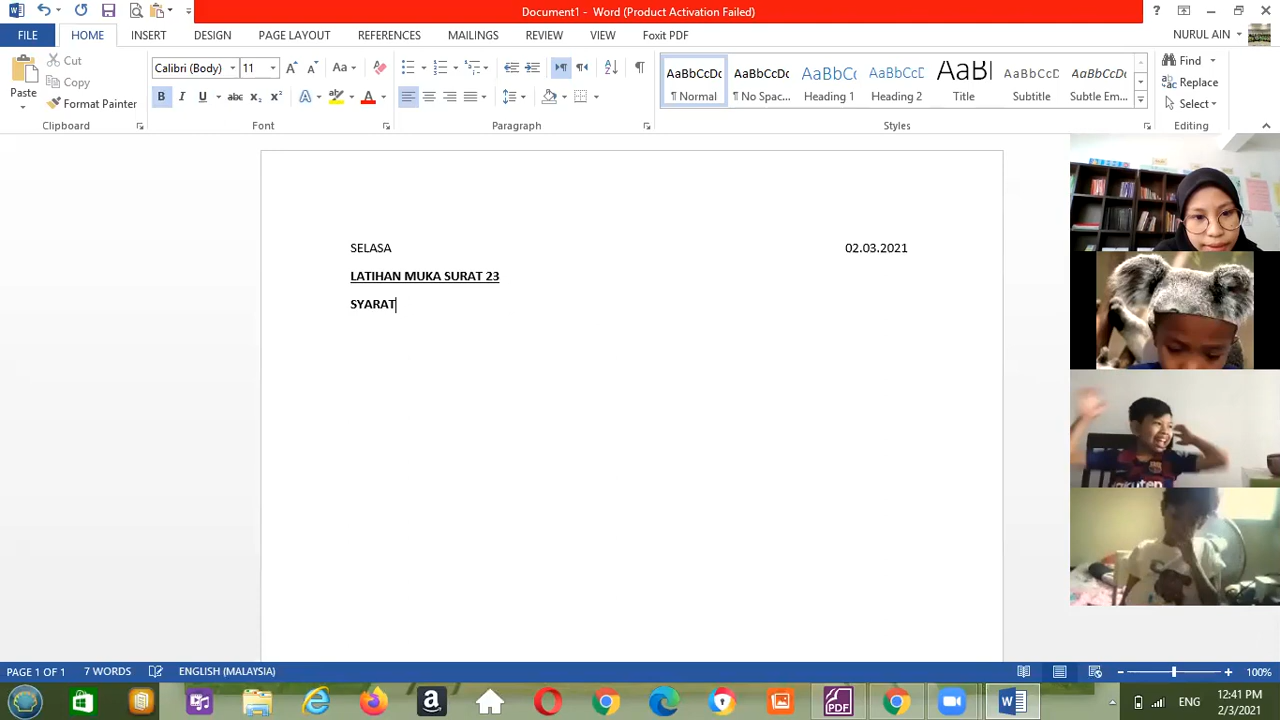 Document1 - Word (Product Activation Failed)
FILE HOME INSERT DESIGN PAGE LAYOUT REFERENCES MAILINGS REVIEW VIEW Foxit PDF NURUL AIN
Cut
Copy
Format Painter
Paste
Clipboard
Calibri (Body) 11
Font
Paragraph
AaBbCcDc AaBbCcDc AaBbCc AaBbCcD AaBl AaBbCcD AaBbCcDc
¶ Normal ¶ No Spac... Heading 1 Heading 2 Title Subtitle Subtle Em...
Styles
Find
Replace
Select
Editing
SELASA 02.03.2021
LATIHAN MUKA SURAT 23
SYARAT
PAGE 1 OF 1 7 WORDS ENGLISH (MALAYSIA) 100%
ENG 12:41 PM
2/3/2021